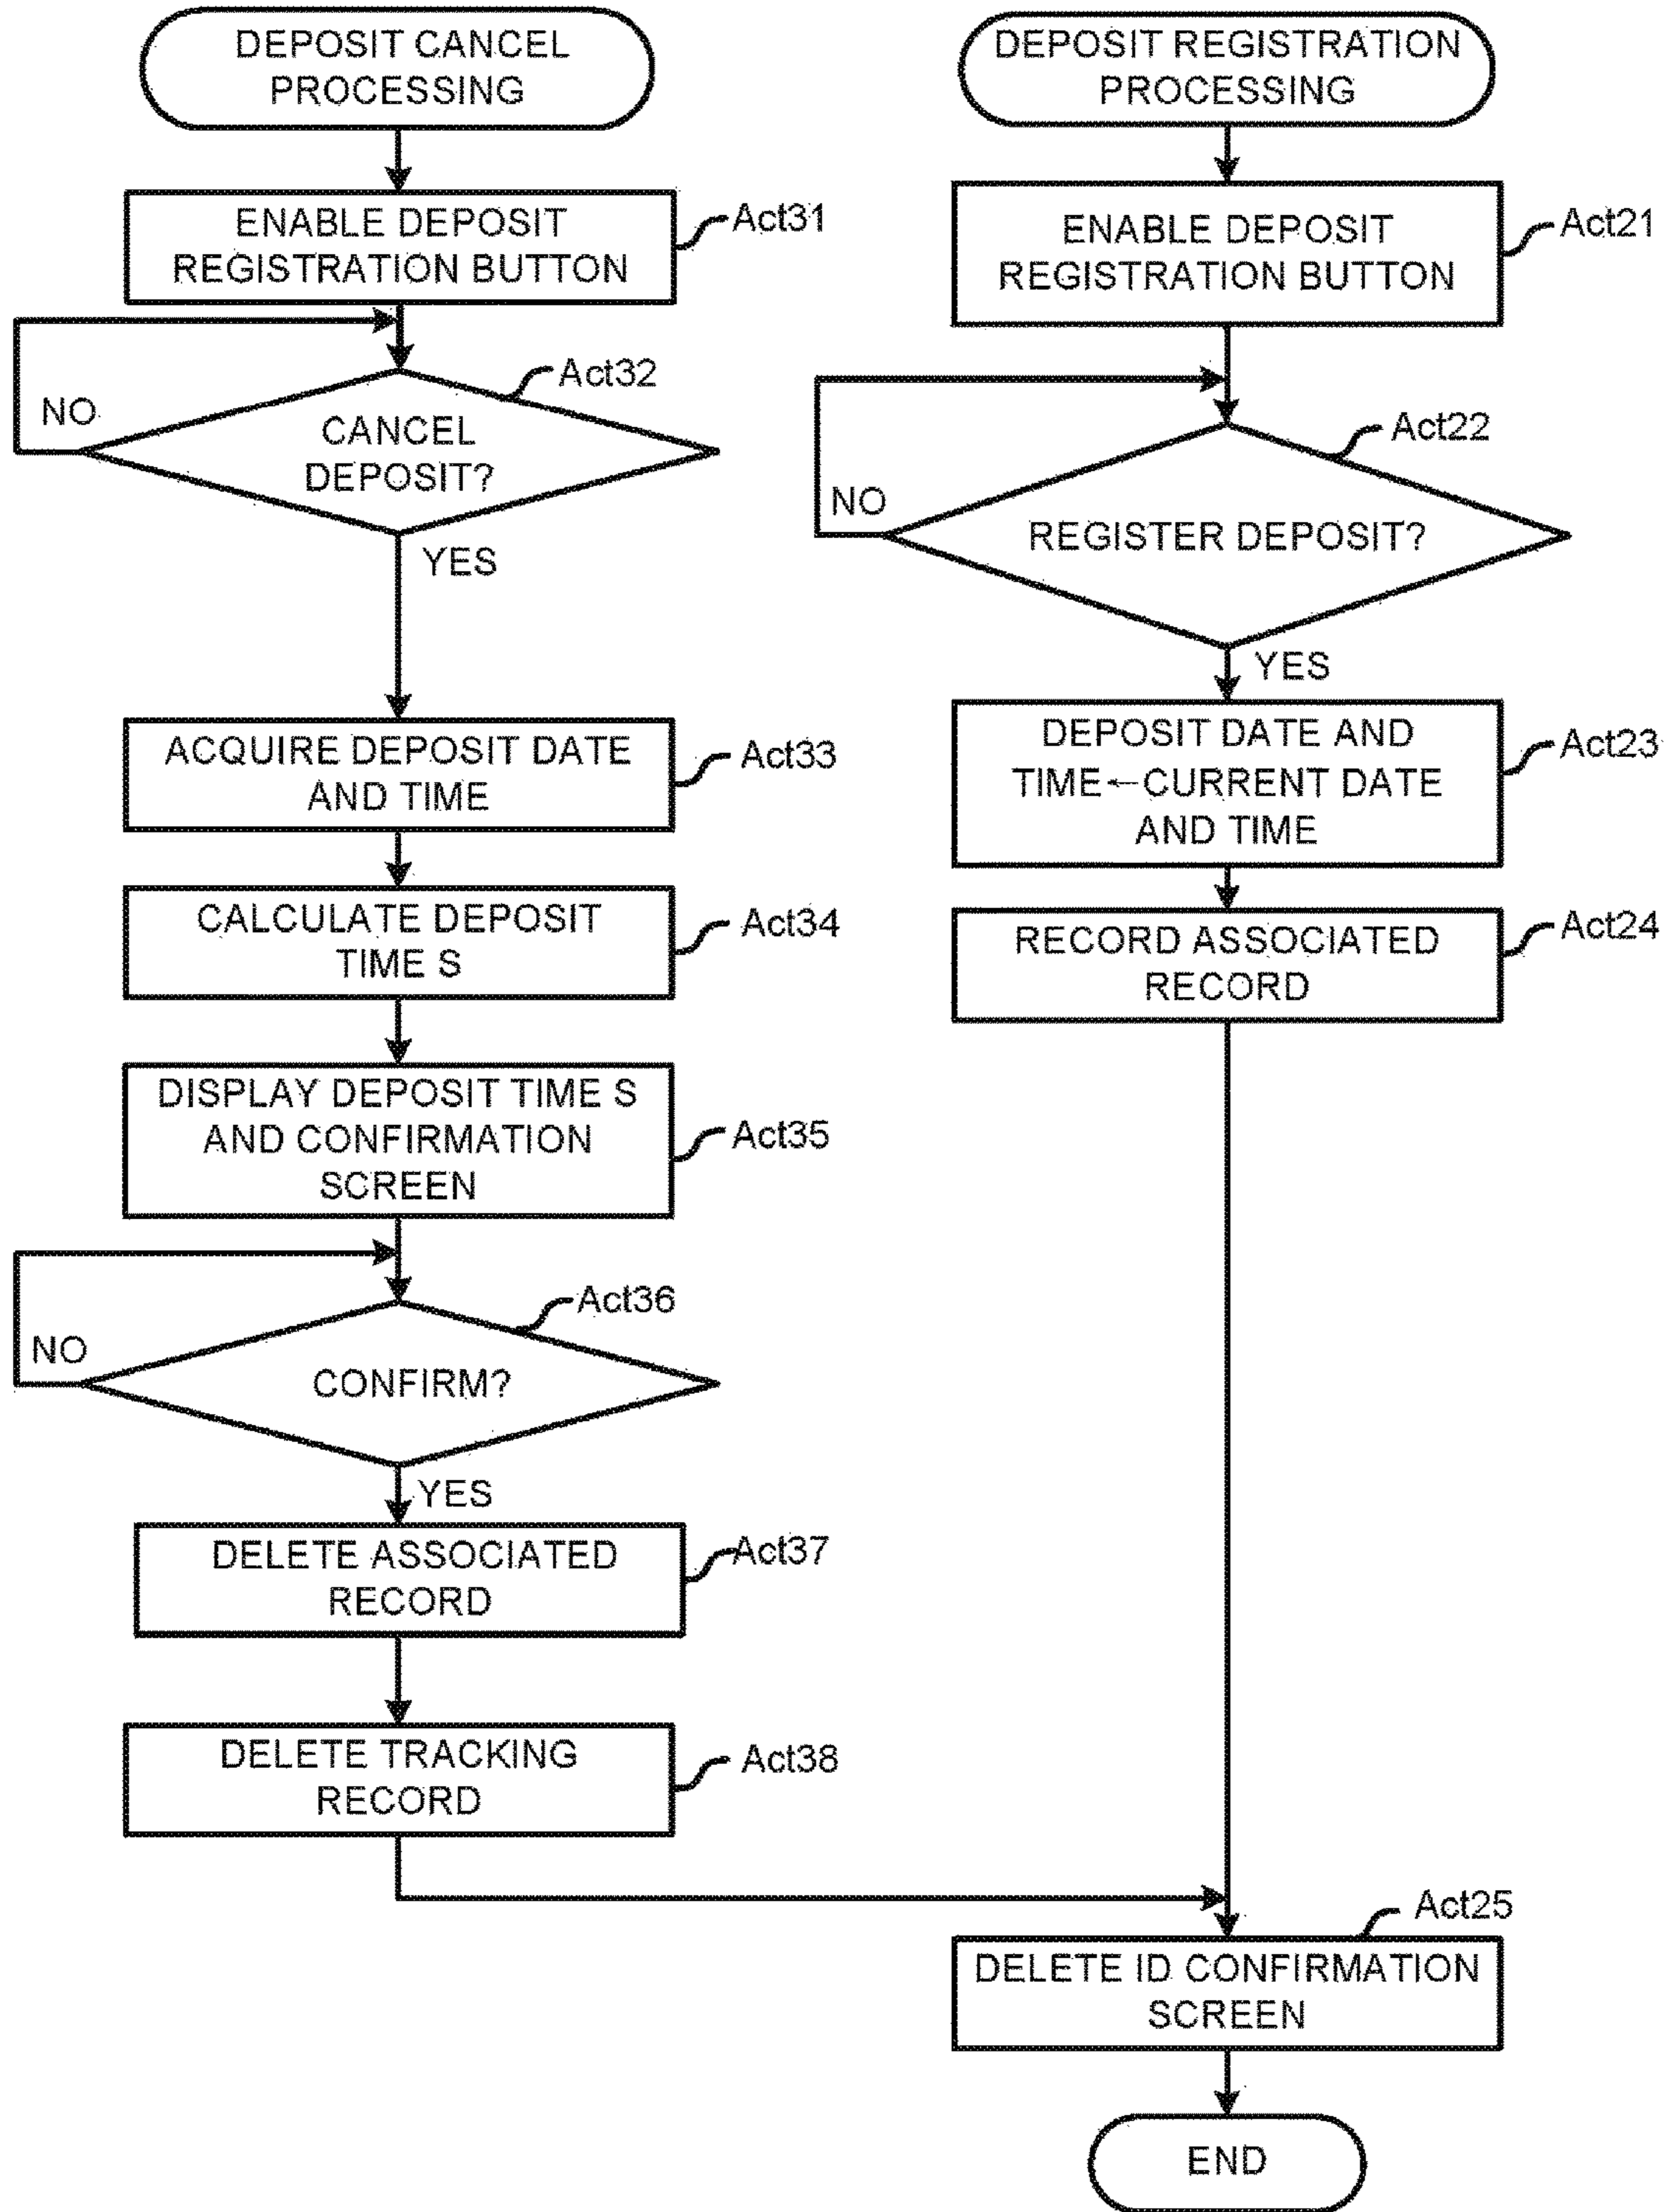 DEPOSIT CANCEL
PROCESSING
ENABLE DEPOSIT
REGISTRATION BUTTON
Act31
Act32
NO
CANCEL
DEPOSIT?
YES
ACQUIRE DEPOSIT DATE
AND TIME
Act33
CALCULATE DEPOSIT
TIME S
Act34
DISPLAY DEPOSIT TIME S
AND CONFIRMATION
SCREEN
Act35
Act36
NO
CONFIRM?
YES
DELETE ASSOCIATED
RECORD
Act37
DELETE TRACKING
RECORD
Act38
DEPOSIT REGISTRATION
PROCESSING
ENABLE DEPOSIT
REGISTRATION BUTTON
Act21
Act22
NO
REGISTER DEPOSIT?
YES
DEPOSIT DATE AND
TIME←CURRENT DATE
AND TIME
Act23
RECORD ASSOCIATED
RECORD
Act24
Act25
DELETE ID CONFIRMATION
SCREEN
END